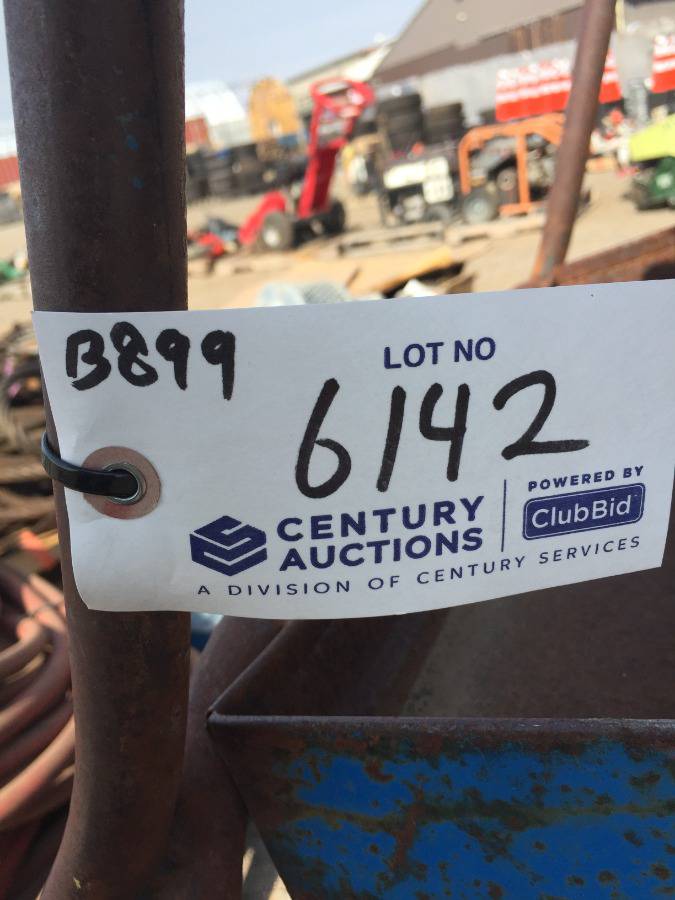 B899
LOT NO
6142
CENTURY
AUCTIONS
POWERED BY
ClubBid
A DIVISION OF CENTURY SERVICES